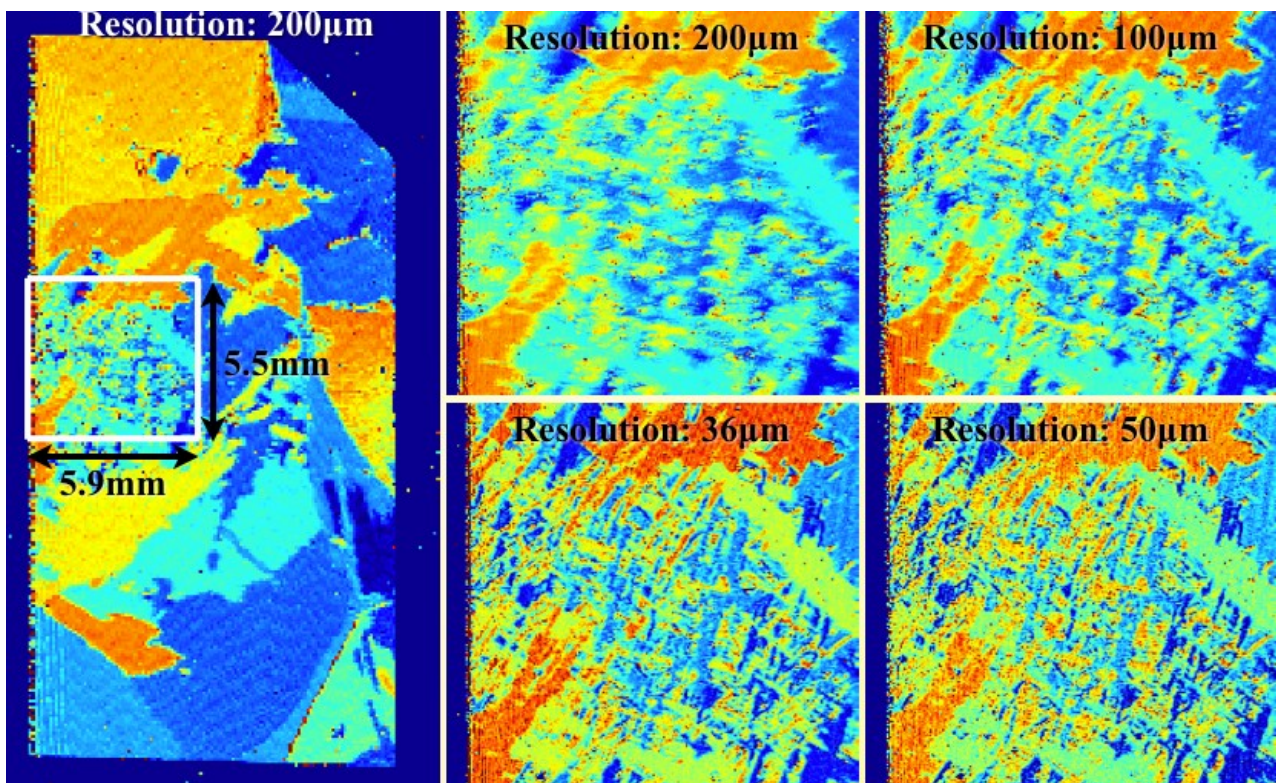 Resolution: 200μm
Resolution: 200μm
Resolution: 100μm
5.5mm
5.9mm
Resolution: 36μm
Resolution: 50μm